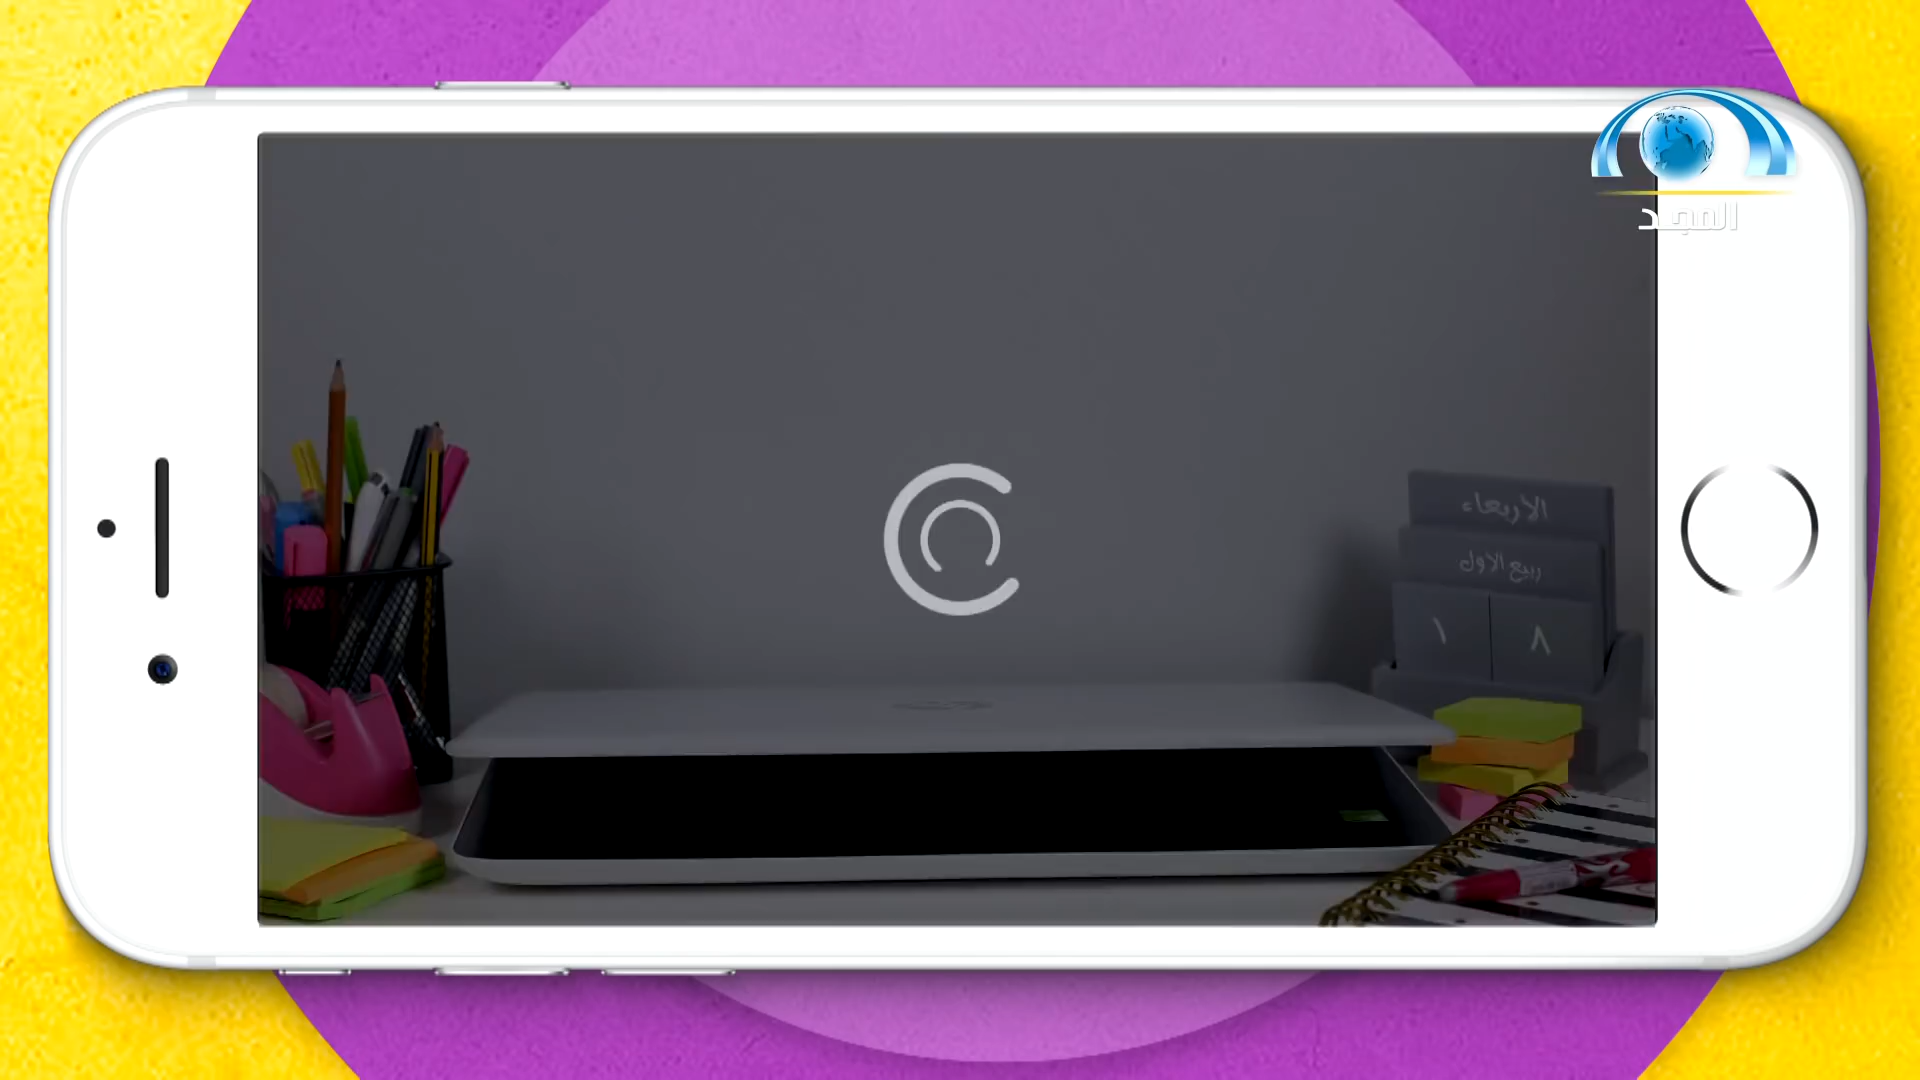 المجد
الاربعاء
ربيع الاول
١ ٨